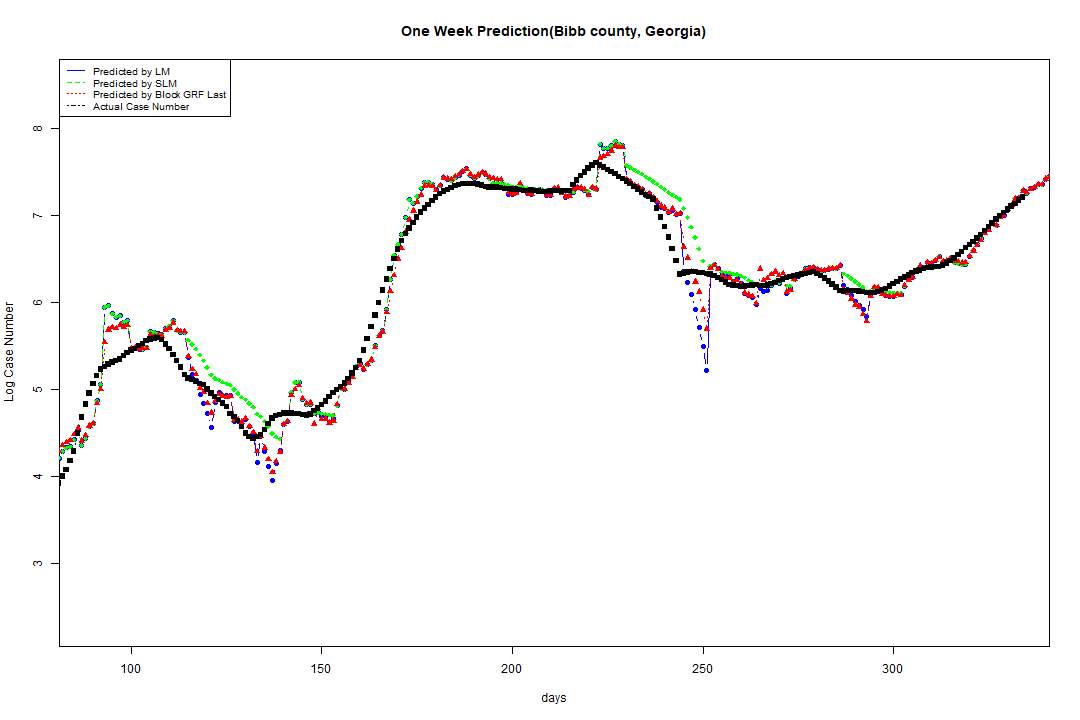 One Week Prediction(Bibb county, Georgia)
Predicted by LM
Predicted by SLM
Predicted by Block GRF Last
Actual Case Number
8
7
6
5
4
3
Log Case Number
100 150 200 250 300
days